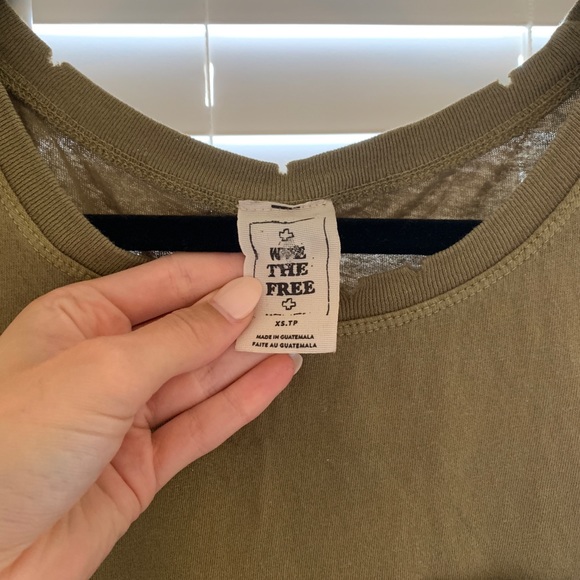 WE
THE
FREE
XS.TP
MADE IN GUATEMALA
FAITE AU GUATEMALA